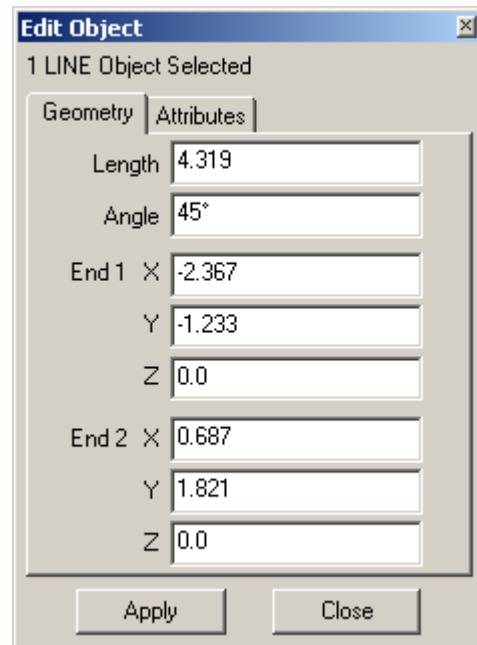 Edit Object
1 LINE Object Selected
Geometry Attributes
Length 4.319
Angle 45°
End 1 X -2.367
Y -1.233
Z 0.0
End 2 X 0.687
Y 1.821
Z 0.0
Apply Close